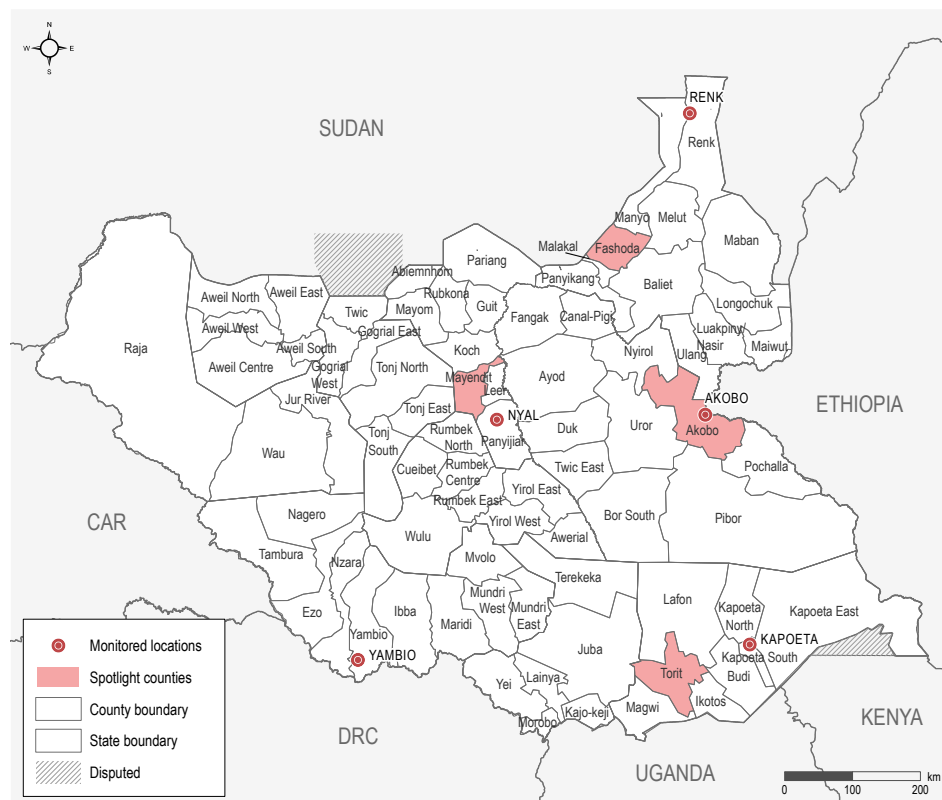 N
W
E
S
SUDAN
RENK
Renk
Manyo
Melut
Maban
Malakal
Fashoda
Pariang
Panyikang
Baliet
Abiemnhom
Rubkona
Guit
Aweil North
Aweil East
Twic
Mayom
Fangak
Canal-Pigi
Longochuk
Luakpiny/
Nasir
Maiwut
Aweil West
Gogrial East
Aweil South
Raja
Aweil Centre
Gogrial
West
Tonj North
Koch
Nyirol
Ulang
Mayendit
Leer
Ayod
Jur River
Tonj East
NYAL
AKOBO
ETHIOPIA
Akobo
Uror
Duk
Panyijiar
Rumbek
North
Tonj
South
Wau
Cueibet
Rumbek
Centre
Twic East
Pochalla
Yirol East
Rumbek East
CAR
Nagero
Yirol West
Bor South
Pibor
Wulu
Awerial
Tambura
Nzara
Mvolo
Terekeka
Ezo
Ibba
Mundri
West
Mundri
East
Lafon
Kapoeta
North
Kapoeta East
Maridi
Yambio
YAMBIO
Juba
KAPOETA
Kapoeta South
Torit
Budi
Yei
Lainya
Ikotos
Magwi
Morobo
Kajo-keji
DRC
UGANDA
KENYA
Monitored locations
Spotlight counties
County boundary
State boundary
Disputed
km
0
100
200